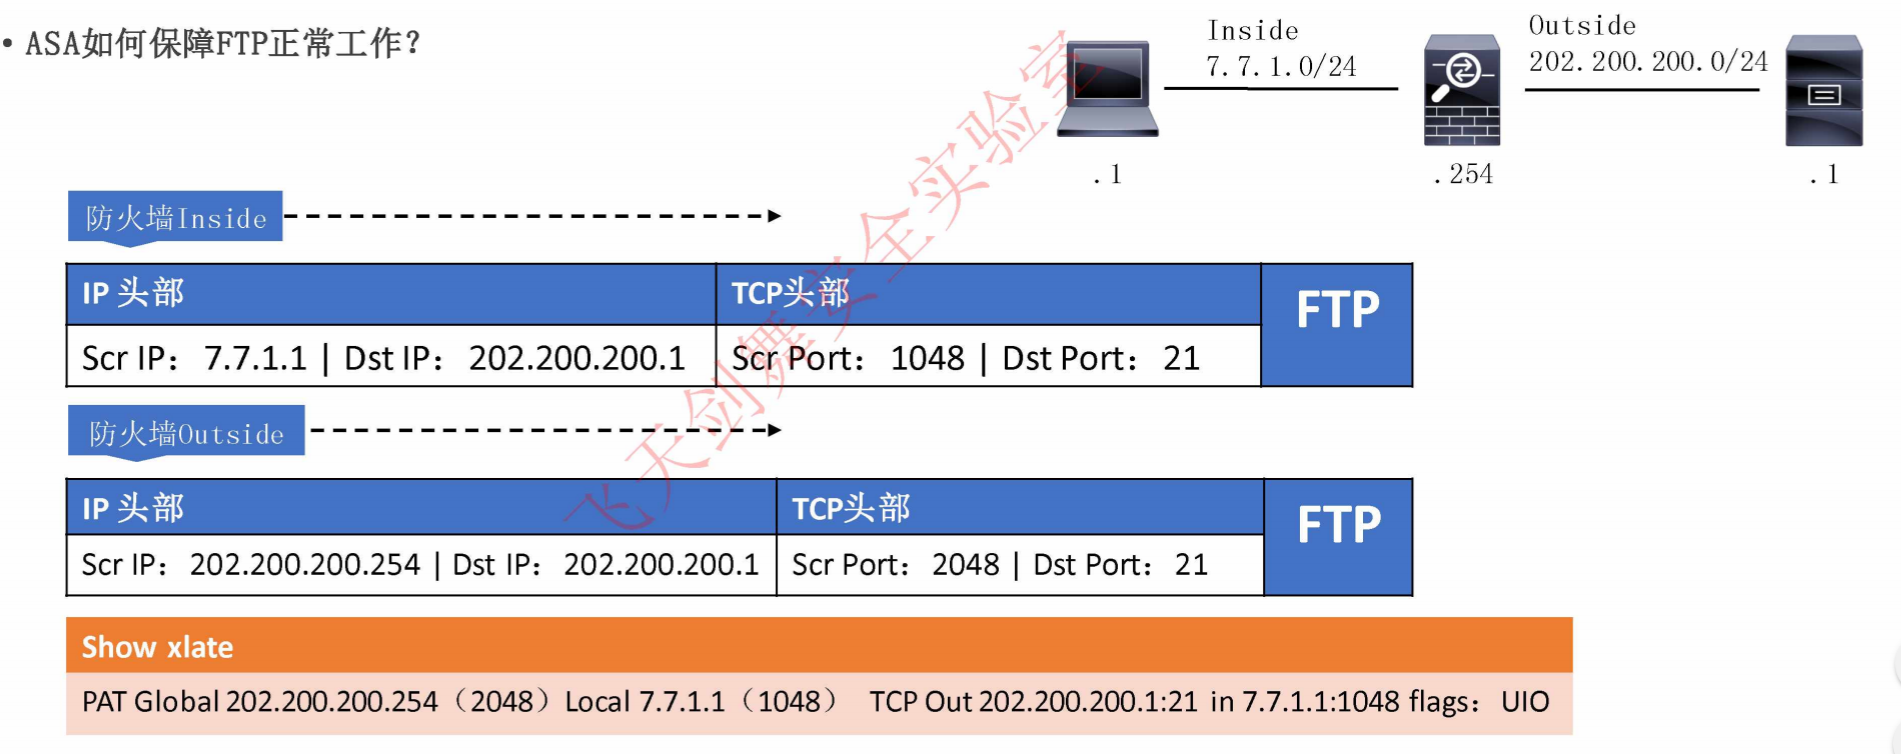 • ASA如何保障FTP正常工作？
Inside
7.7.1.0/24
Outside
202.200.200.0/24
.1
.254
.1
防火墙Inside
IP 头部
TCP头部
FTP
Scr IP： 7.7.1.1 | Dst IP： 202.200.200.1
Scr Port： 1048 | Dst Port： 21
防火墙Outside
IP 头部
TCP头部
FTP
Scr IP： 202.200.200.254 | Dst IP： 202.200.200.1
Scr Port： 2048 | Dst Port： 21
Show xlate
PAT Global 202.200.200.254（2048）Local 7.7.1.1（1048） TCP Out 202.200.200.1:21 in 7.7.1.1:1048 flags： UIO
飞天剑舞安全实验室